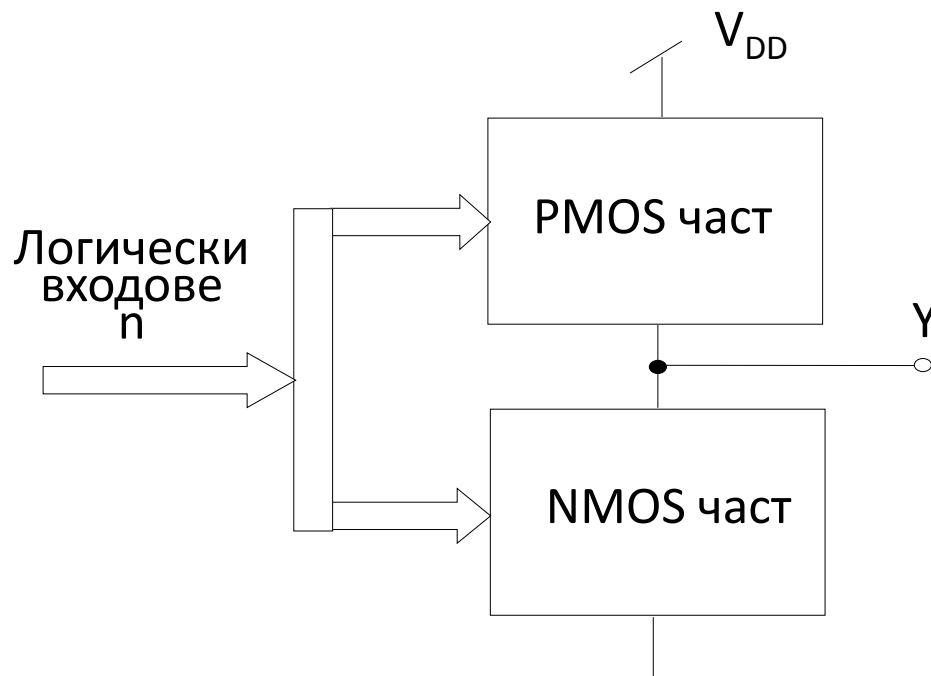 V_DD
PMOS част
Логически
входове
n
Y
NMOS част